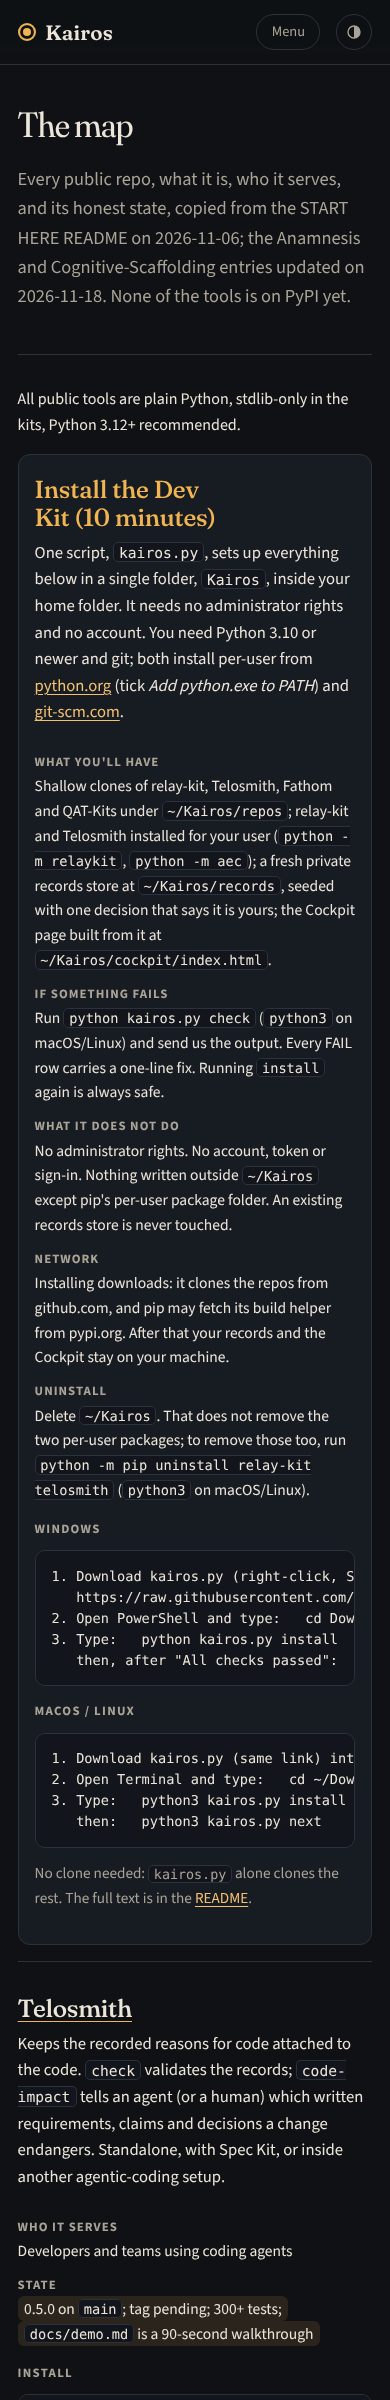 Kairos
Menu
The map
Every public repo, what it is, who it serves,
and its honest state, copied from the START
HERE README on 2026-11-06; the Anamnesis
and Cognitive-Scaffolding entries updated on
2026-11-18. None of the tools is on PyPI yet.
All public tools are plain Python, stdlib-only in the
kits, Python 3.12+ recommended.
Install the Dev
Kit (10 minutes)
One script, kairos.py, sets up everything
below in a single folder, Kairos, inside your
home folder. It needs no administrator rights
and no account. You need Python 3.10 or
newer and git; both install per-user from
python.org (tick Add python.exe to PATH) and
git-scm.com.
WHAT YOU'LL HAVE
Shallow clones of relay-kit, Telosmith, Fathom
and QAT-Kits under ~/Kairos/repos; relay-kit
and Telosmith installed for your user (python -
m relaykit, python -m aec); a fresh private
records store at ~/Kairos/records, seeded
with one decision that says it is yours; the Cockpit
page built from it at
~/Kairos/cockpit/index.html.
IF SOMETHING FAILS
Run python kairos.py check (python3 on
macOS/Linux) and send us the output. Every FAIL
row carries a one-line fix. Running install
again is always safe.
WHAT IT DOES NOT DO
No administrator rights. No account, token or
sign-in. Nothing written outside ~/Kairos
except pip's per-user package folder. An existing
records store is never touched.
NETWORK
Installing downloads: it clones the repos from
github.com, and pip may fetch its build helper
from pypi.org. After that your records and the
Cockpit stay on your machine.
UNINSTALL
Delete ~/Kairos. That does not remove the
two per-user packages; to remove those too, run
python -m pip uninstall relay-kit
telosmith (python3 on macOS/Linux).
WINDOWS
1. Download kairos.py (right-click, S
https://raw.githubusercontent.com/
2. Open PowerShell and type: cd Dow
3. Type: python kairos.py install
then, after "All checks passed":
MACOS / LINUX
1. Download kairos.py (same link) int
2. Open Terminal and type: cd ~/Dow
3. Type: python3 kairos.py install
then: python3 kairos.py next
No clone needed: kairos.py alone clones the
rest. The full text is in the README.
Telosmith
Keeps the recorded reasons for code attached to
the code. check validates the records; code-
impact tells an agent (or a human) which written
requirements, claims and decisions a change
endangers. Standalone, with Spec Kit, or inside
another agentic-coding setup.
WHO IT SERVES
Developers and teams using coding agents
STATE
0.5.0 on main; tag pending; 300+ tests;
docs/demo.md is a 90-second walkthrough
INSTALL